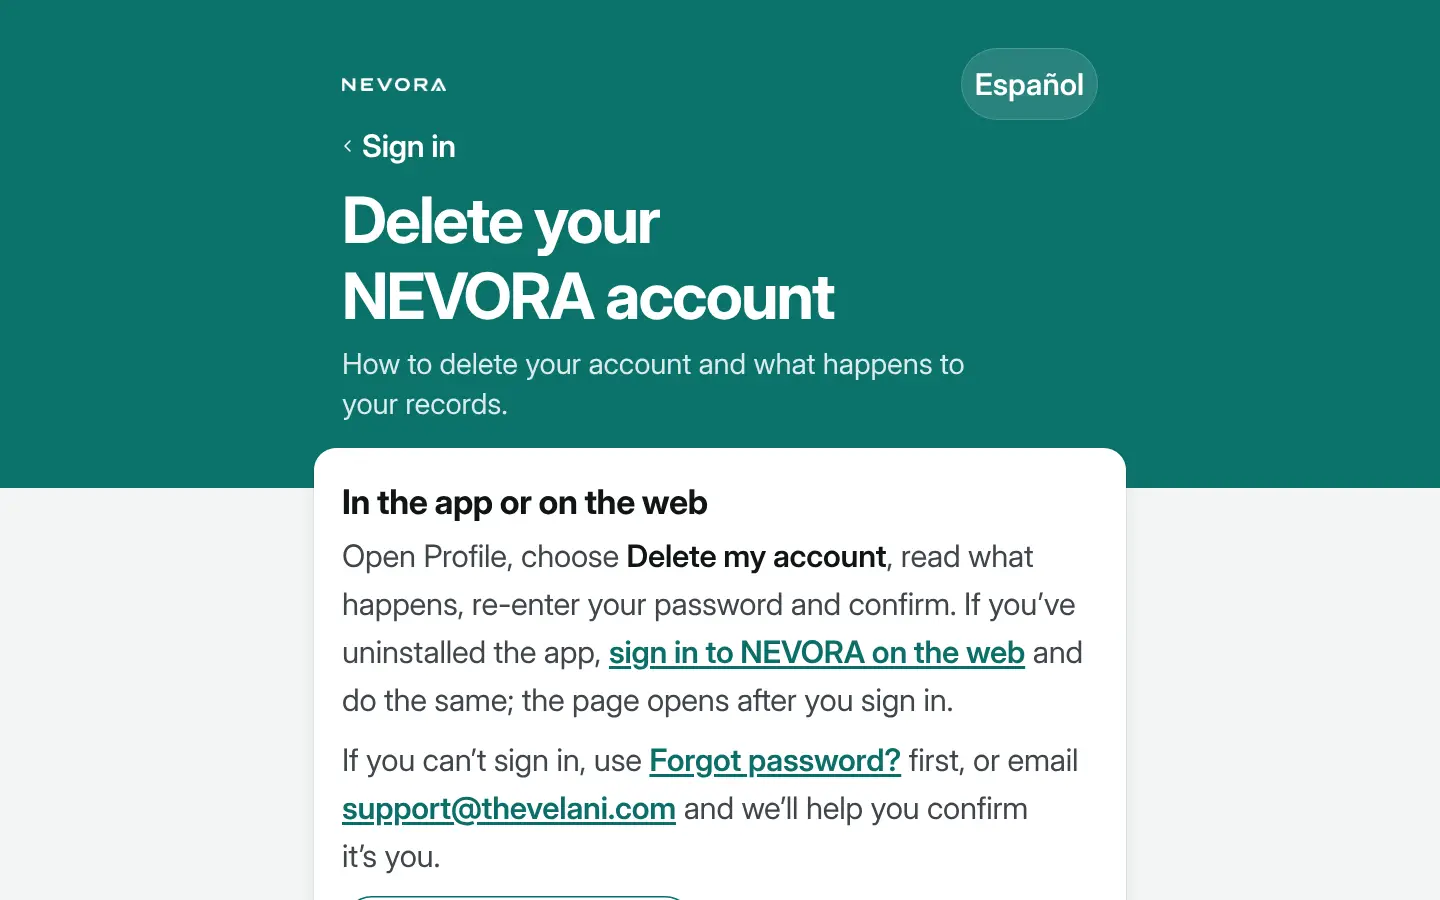 NEVORA
Español
Sign in
Delete your
NEVORA account
How to delete your account and what happens to
your records.
In the app or on the web
Open Profile, choose Delete my account, read what
happens, re-enter your password and confirm. If you’ve
uninstalled the app, sign in to NEVORA on the web and
do the same; the page opens after you sign in.
If you can’t sign in, use Forgot password? first, or email
support@thevelani.com and we’ll help you confirm
it’s you.